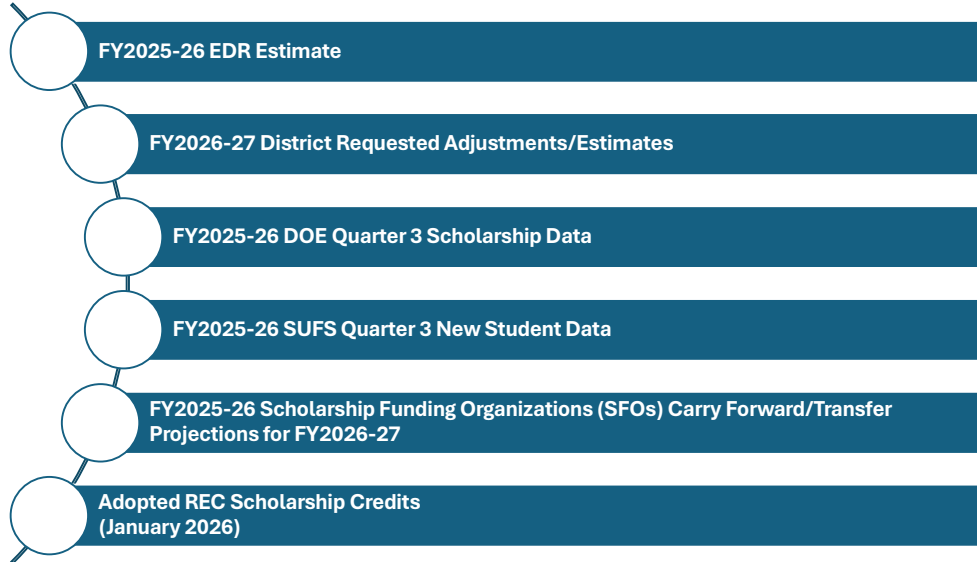 FY2025-26 EDR Estimate
FY2026-27 District Requested Adjustments/Estimates
FY2025-26 DOE Quarter 3 Scholarship Data
FY2025-26 SUFS Quarter 3 New Student Data
FY2025-26 Scholarship Funding Organizations (SFOs) Carry Forward/Transfer
Projections for FY2026-27
Adopted REC Scholarship Credits
(January 2026)